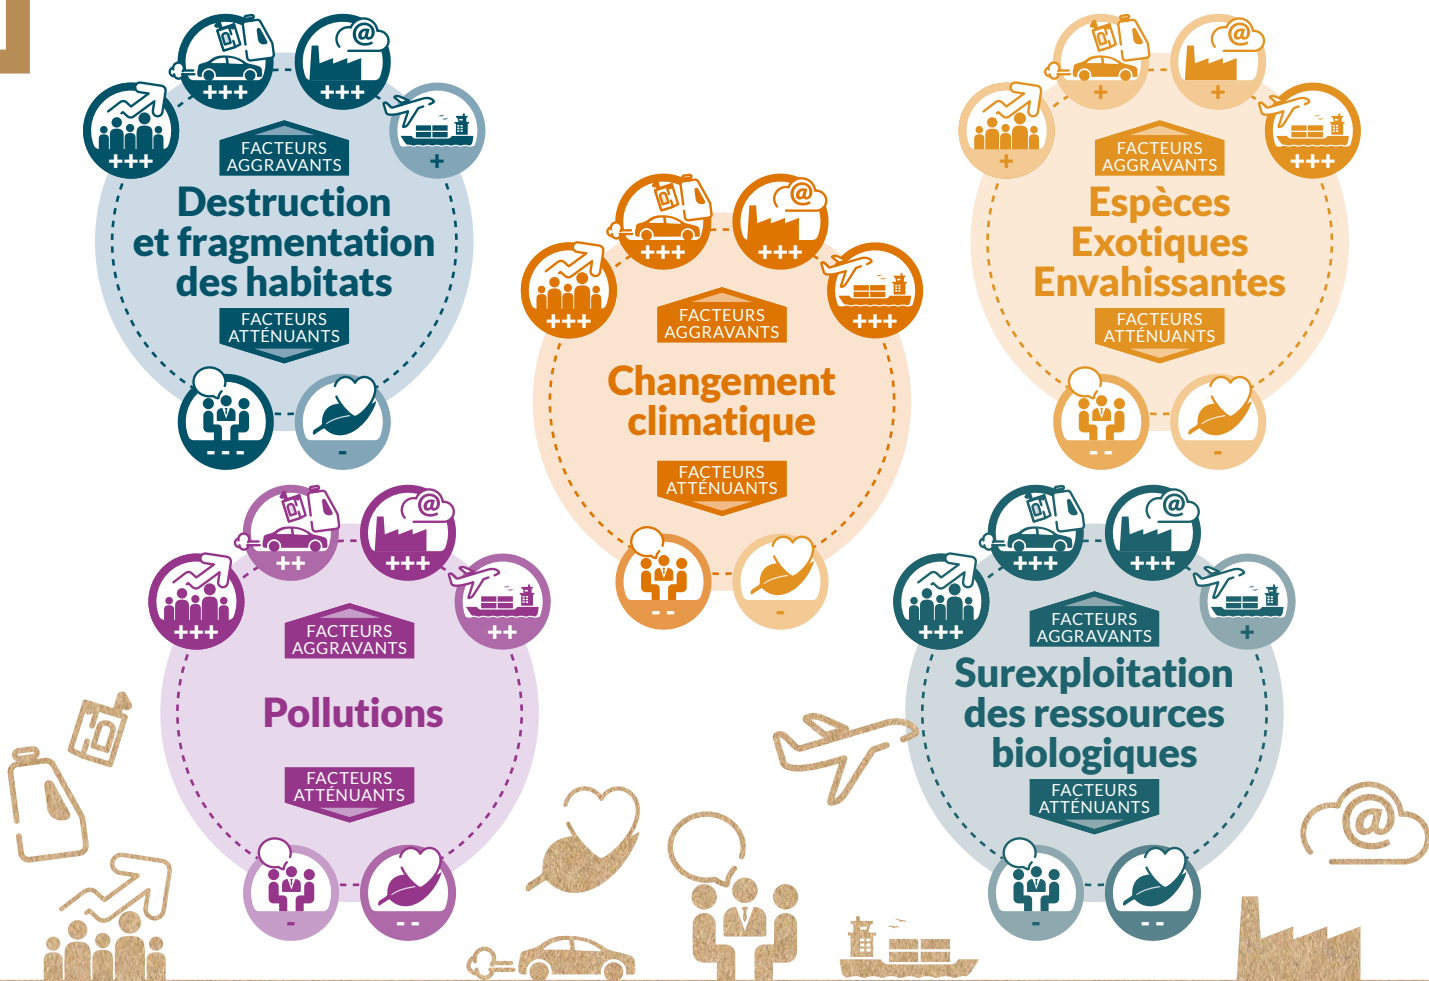 +++
+++
+++
+
FACTEURS
AGGRAVANTS
Destruction
et fragmentation
des habitats
FACTEURS
ATTÉNUANTS
- - -
-
+
+
+
+++
FACTEURS
AGGRAVANTS
Espèces
Exotiques
Envahissantes
FACTEURS
ATTÉNUANTS
- -
-
+++
+++
+++
+++
FACTEURS
AGGRAVANTS
Changement
climatique
FACTEURS
ATTÉNUANTS
- -
-
+++
++
+++
++
FACTEURS
AGGRAVANTS
Pollutions
FACTEURS
ATTÉNUANTS
-
- -
+++
+++
+++
+
FACTEURS
AGGRAVANTS
Surexploitation
des ressources
biologiques
FACTEURS
ATTÉNUANTS
-
- -
@